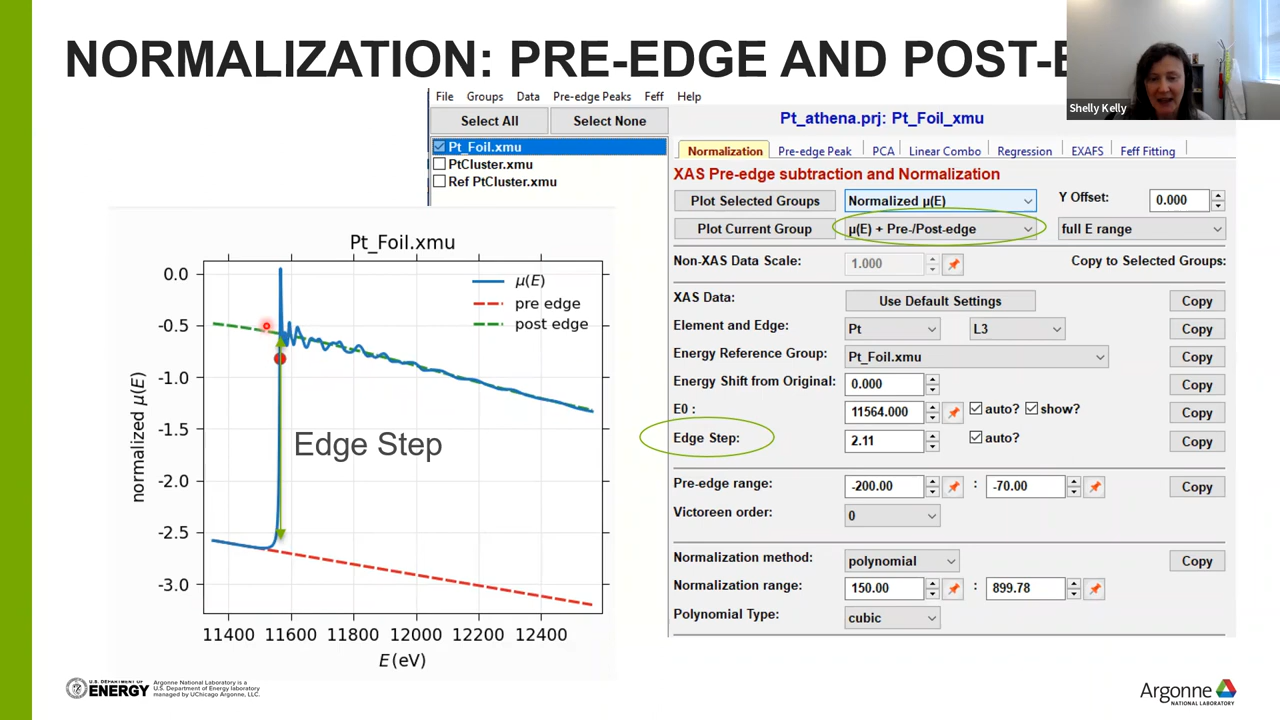 NORMALIZATION: PRE-EDGE AND POST-E
Shelly Kelly
File Groups Data Pre-edge Peaks Feff Help
Select All Select None
Pt_athena.prj: Pt_Foil_xmu
Pt_Foil.xmu
PtCluster.xmu
Ref PtCluster.xmu
Normalization Pre-edge Peak PCA Linear Combo Regression EXAFS Feff Fitting
XAS Pre-edge subtraction and Normalization
Plot Selected Groups Normalized μ(E) Y Offset: 0.000
Plot Current Group μ(E) + Pre-/Post-edge full E range
Non-XAS Data Scale: 1.000 Copy to Selected Groups:
XAS Data: Use Default Settings Copy
Element and Edge: Pt L3 Copy
Energy Reference Group: Pt_Foil.xmu Copy
Energy Shift from Original: 0.000 Copy
E0 : 11564.000 auto? show? Copy
Edge Step: 2.11 auto? Copy
Pre-edge range: -200.00 : -70.00 Copy
Victoreen order: 0
Normalization method: polynomial Copy
Normalization range: 150.00 : 899.78
Polynomial Type: cubic
Pt_Foil.xmu
μ(E)
pre edge
post edge
0.0
-0.5
-1.0
-1.5
-2.0
-2.5
-3.0
normalized μ(E)
Edge Step
11400 11600 11800 12000 12200 12400
E (eV)
U.S. DEPARTMENT OF
ENERGY
Argonne National Laboratory is a
U.S. Department of Energy laboratory
managed by UChicago Argonne, LLC.
Argonne
NATIONAL LABORATORY